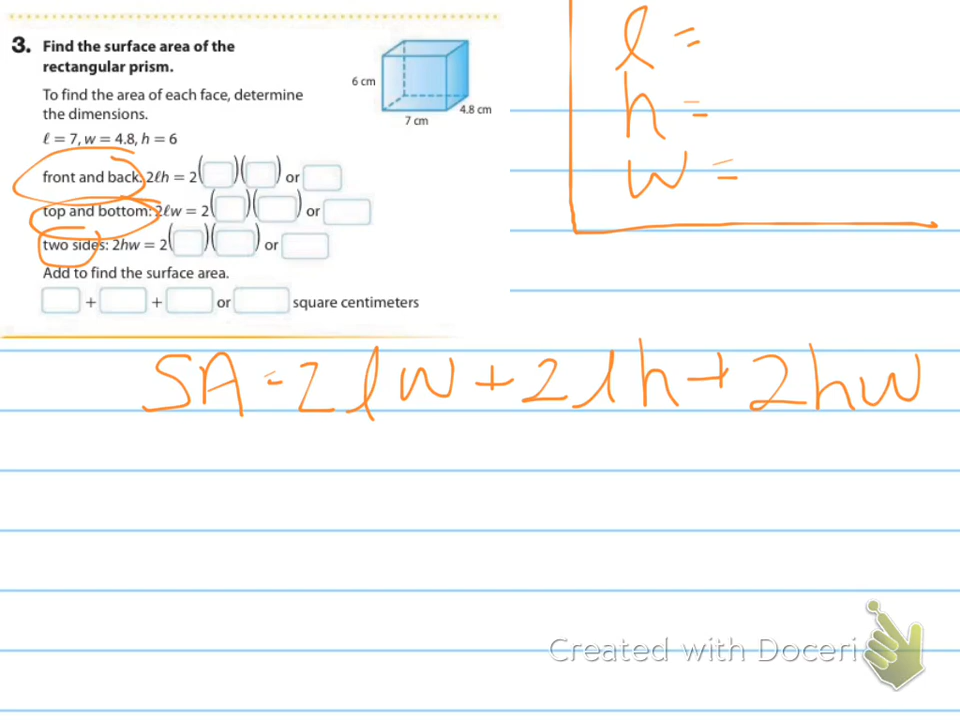 3. Find the surface area of the
rectangular prism.
To find the area of each face, determine
the dimensions.
ℓ = 7, w = 4.8, h = 6
front and back: 2ℓh = 2( )( ) or
top and bottom: 2ℓw = 2( )( ) or
two sides: 2hw = 2( )( ) or
Add to find the surface area.
+ + or square centimeters
6 cm
4.8 cm
7 cm
l =
h =
w =
SA = 2lw + 2lh + 2hw
Created with Doceri